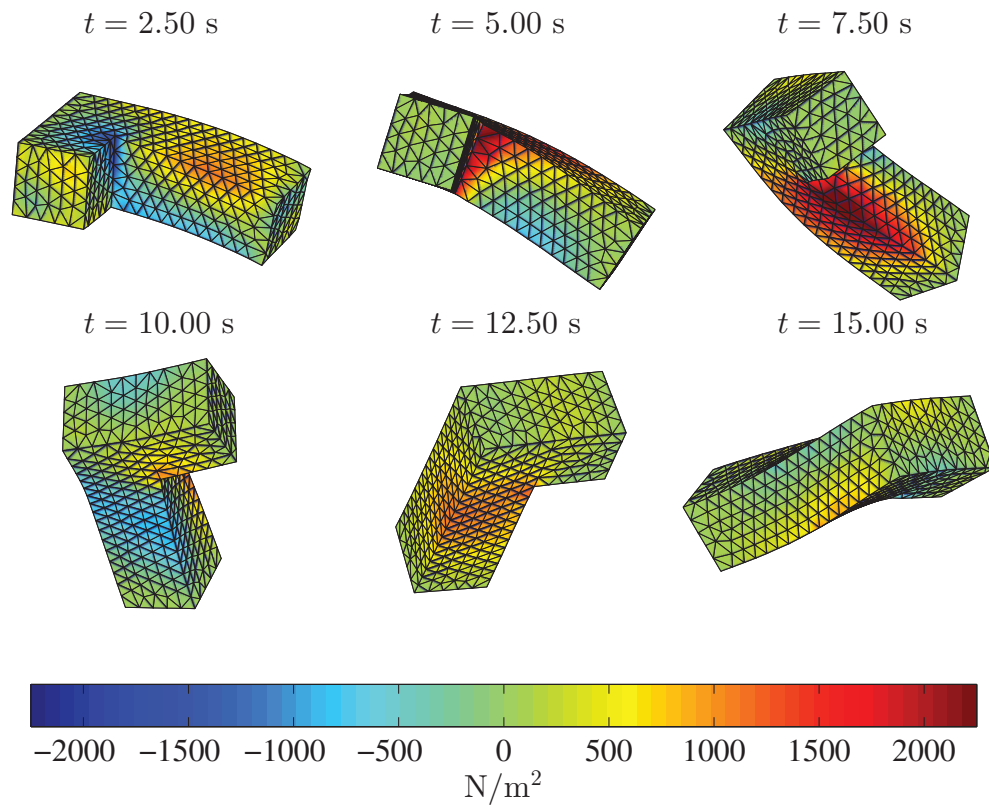 t = 2.50 s
t = 5.00 s
t = 7.50 s
t = 10.00 s
t = 12.50 s
t = 15.00 s
−2000 −1500 −1000 −500 0 500 1000 1500 2000
N/m²